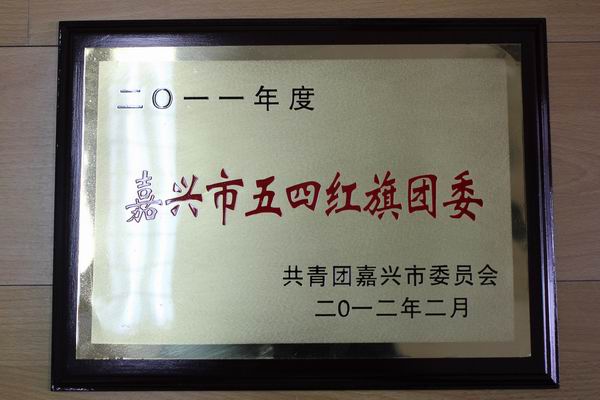 二〇一一年度
嘉兴市五四红旗团委
共青团嘉兴市委员会
二〇一二年二月